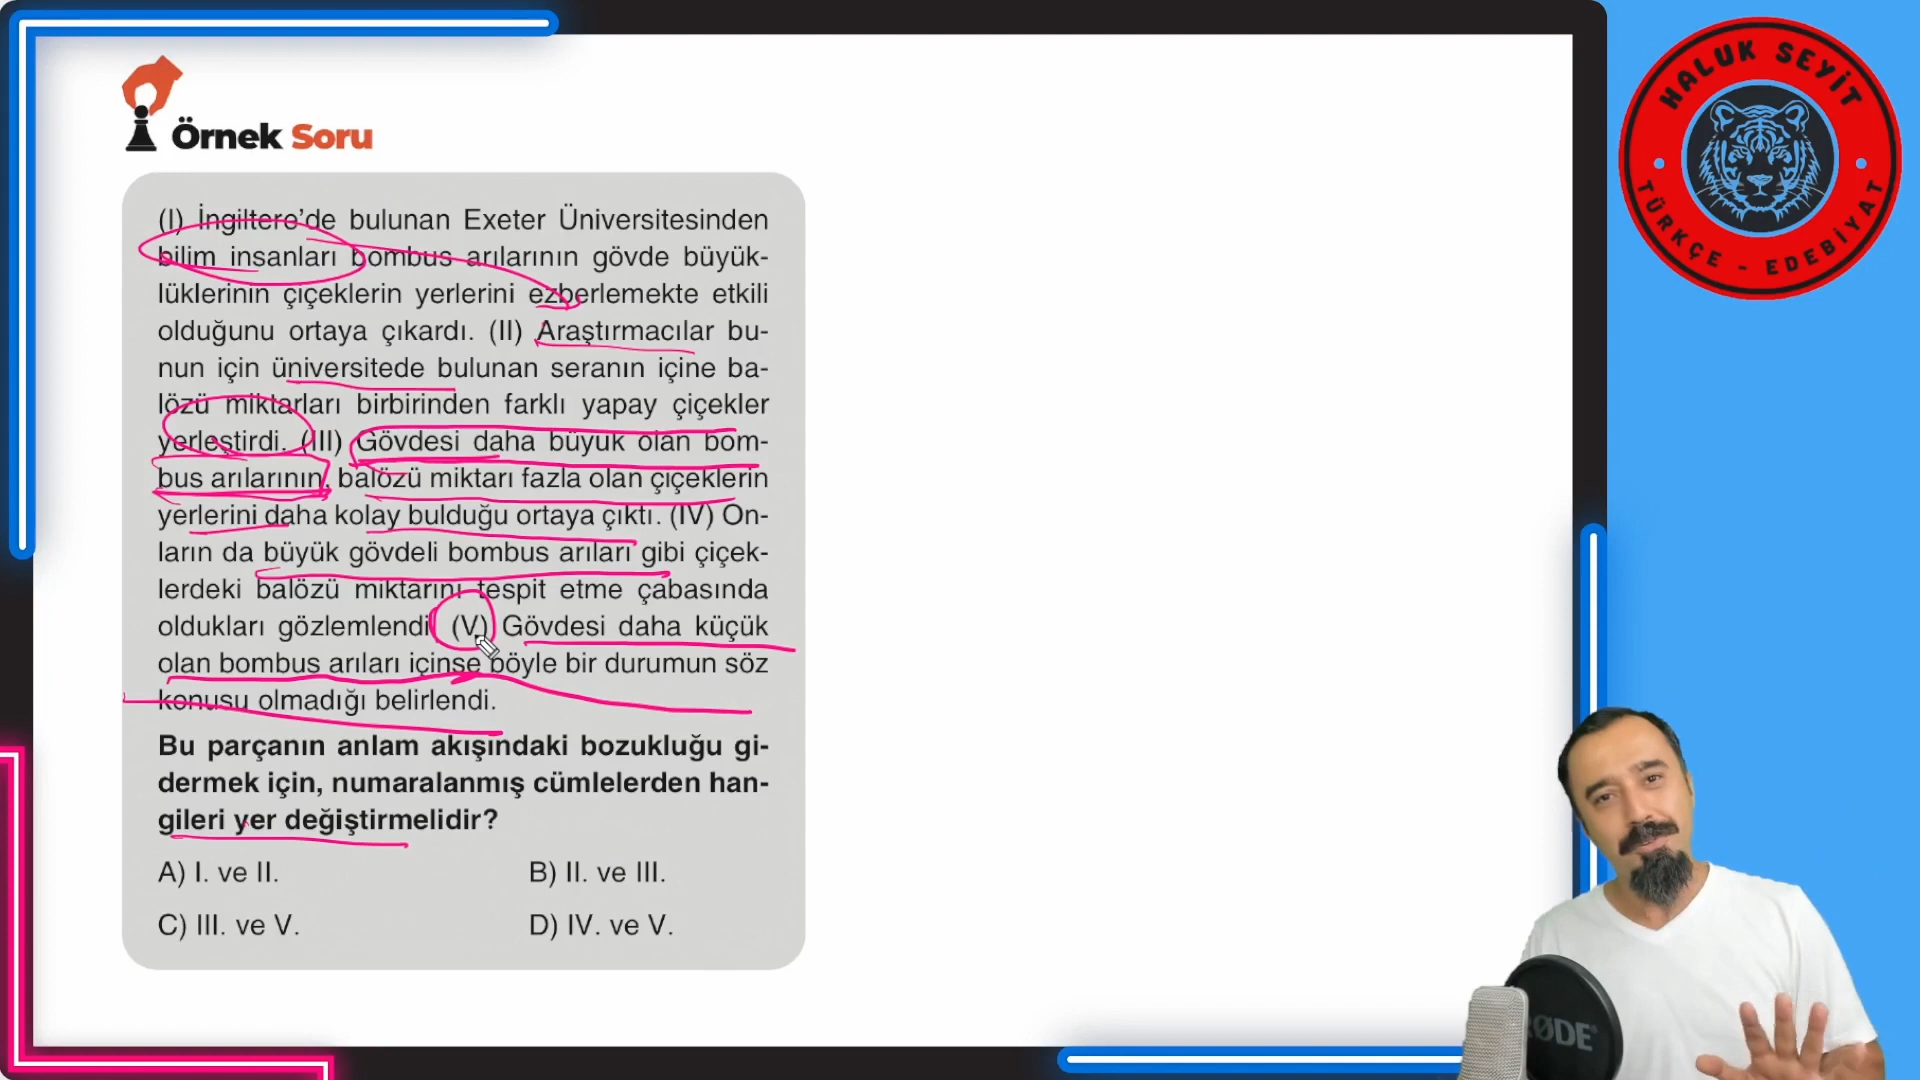 HALUK SEYİT
TÜRKÇE - EDEBİYAT
Örnek Soru
(I) İngiltere'de bulunan Exeter Üniversitesinden
bilim insanları bombus arılarının gövde büyük-
lüklerinin çiçeklerin yerlerini ezberlemekte etkili
olduğunu ortaya çıkardı. (II) Araştırmacılar bu-
nun için üniversitede bulunan seranın içine ba-
lözü miktarları birbirinden farklı yapay çiçekler
yerleştirdi. (III) Gövdesi daha büyük olan bom-
bus arılarının, balözü miktarı fazla olan çiçeklerin
yerlerini daha kolay bulduğu ortaya çıktı. (IV) On-
ların da büyük gövdeli bombus arıları gibi çiçek-
lerdeki balözü miktarını tespit etme çabasında
oldukları gözlemlendi. (V) Gövdesi daha küçük
olan bombus arıları içinse böyle bir durumun söz
konusu olmadığı belirlendi.
Bu parçanın anlam akışındaki bozukluğu gi-
dermek için, numaralanmış cümlelerden han-
gileri yer değiştirmelidir?
A) I. ve II.
B) II. ve III.
C) III. ve V.
D) IV. ve V.
RØDE